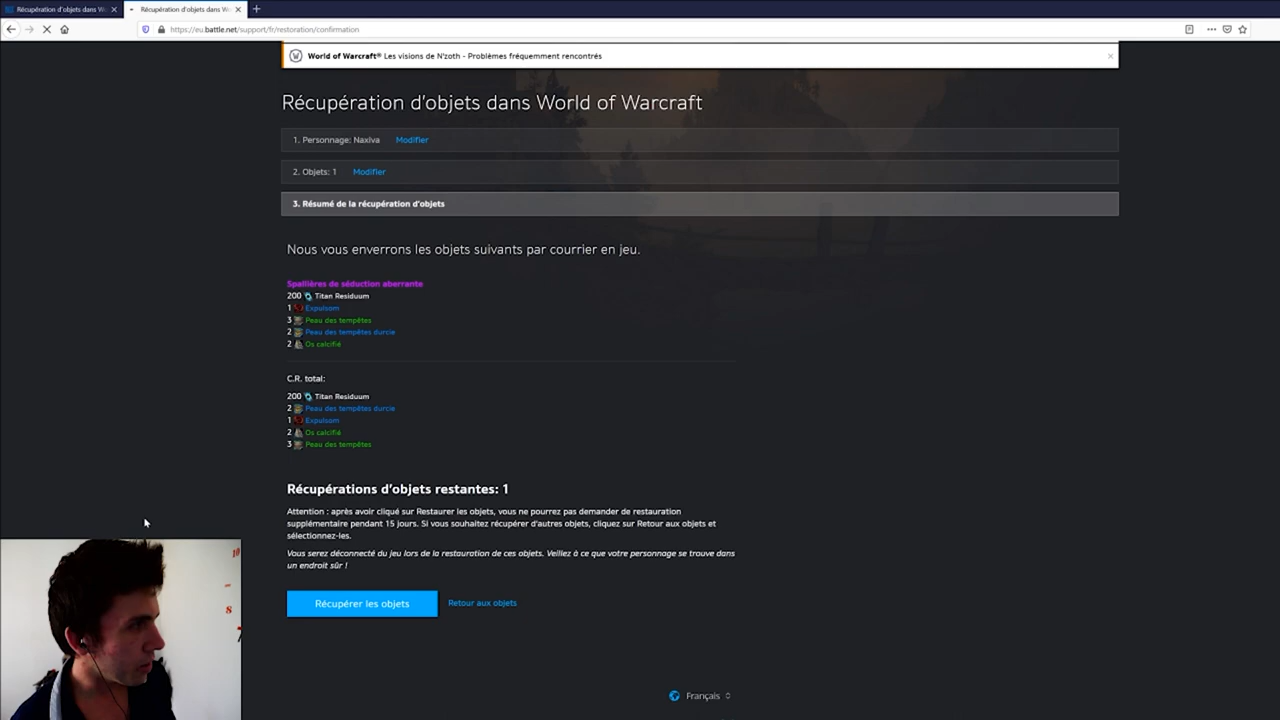 Récupération d'objets dans Wo
Récupération d'objets dans Wo
https://eu.battle.net/support/fr/restoration/confirmation
World of Warcraft® Les visions de N'zoth - Problèmes fréquemment rencontrés
Récupération d'objets dans World of Warcraft
1. Personnage: Naxiva Modifier
2. Objets: 1 Modifier
3. Résumé de la récupération d'objets
Nous vous enverrons les objets suivants par courrier en jeu.
Spallières de séduction aberrante
200 Titan Residuum
1 Expulsom
3 Peau des tempêtes
2 Peau des tempêtes durcie
2 Os calcifié
C.R. total:
200 Titan Residuum
2 Peau des tempêtes durcie
1 Expulsom
2 Os calcifié
3 Peau des tempêtes
Récupérations d'objets restantes: 1
Attention : après avoir cliqué sur Restaurer les objets, vous ne pourrez pas demander de restauration
supplémentaire pendant 15 jours. Si vous souhaitez récupérer d'autres objets, cliquez sur Retour aux objets et
sélectionnez-les.
Vous serez déconnecté du jeu lors de la restauration de ces objets. Veillez à ce que votre personnage se trouve dans
un endroit sûr !
Récupérer les objets Retour aux objets
10
8
7
Français